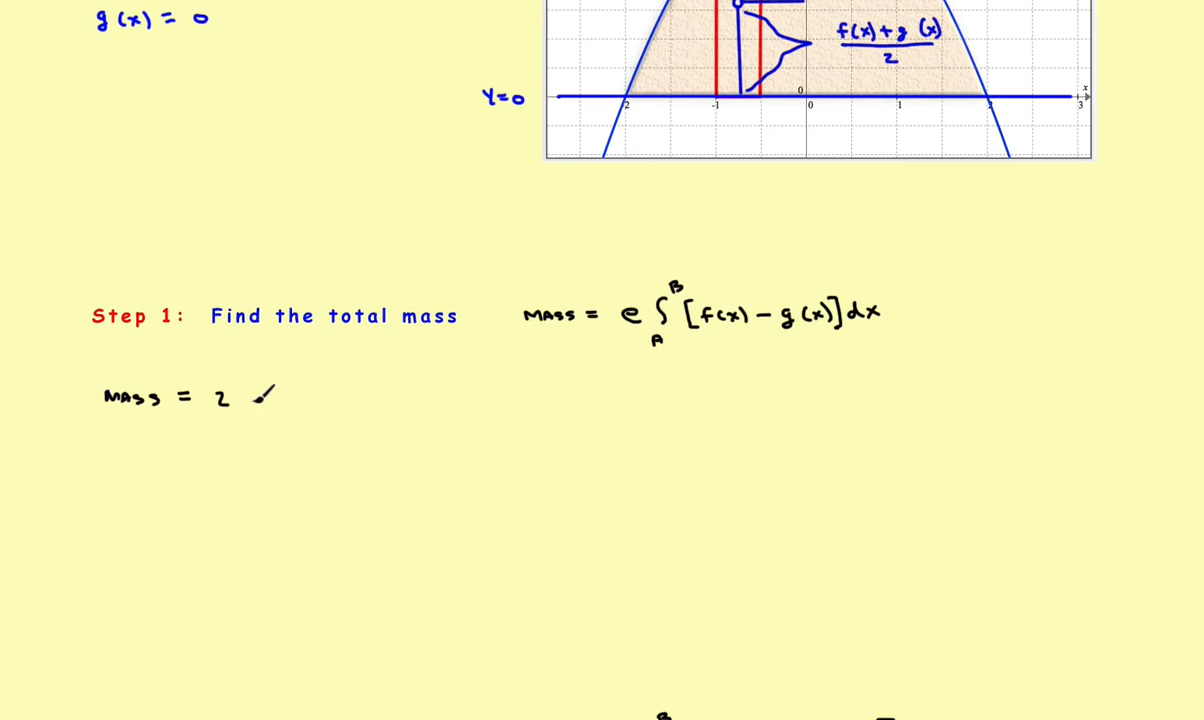 g(x) = 0
f(x) + g(x)
2
Y=0
-2 -1 0 0 1 2 3 x
B
Step 1: Find the total mass MASS = ρ ∫ [f(x) - g(x)] dx
A
MASS = 2